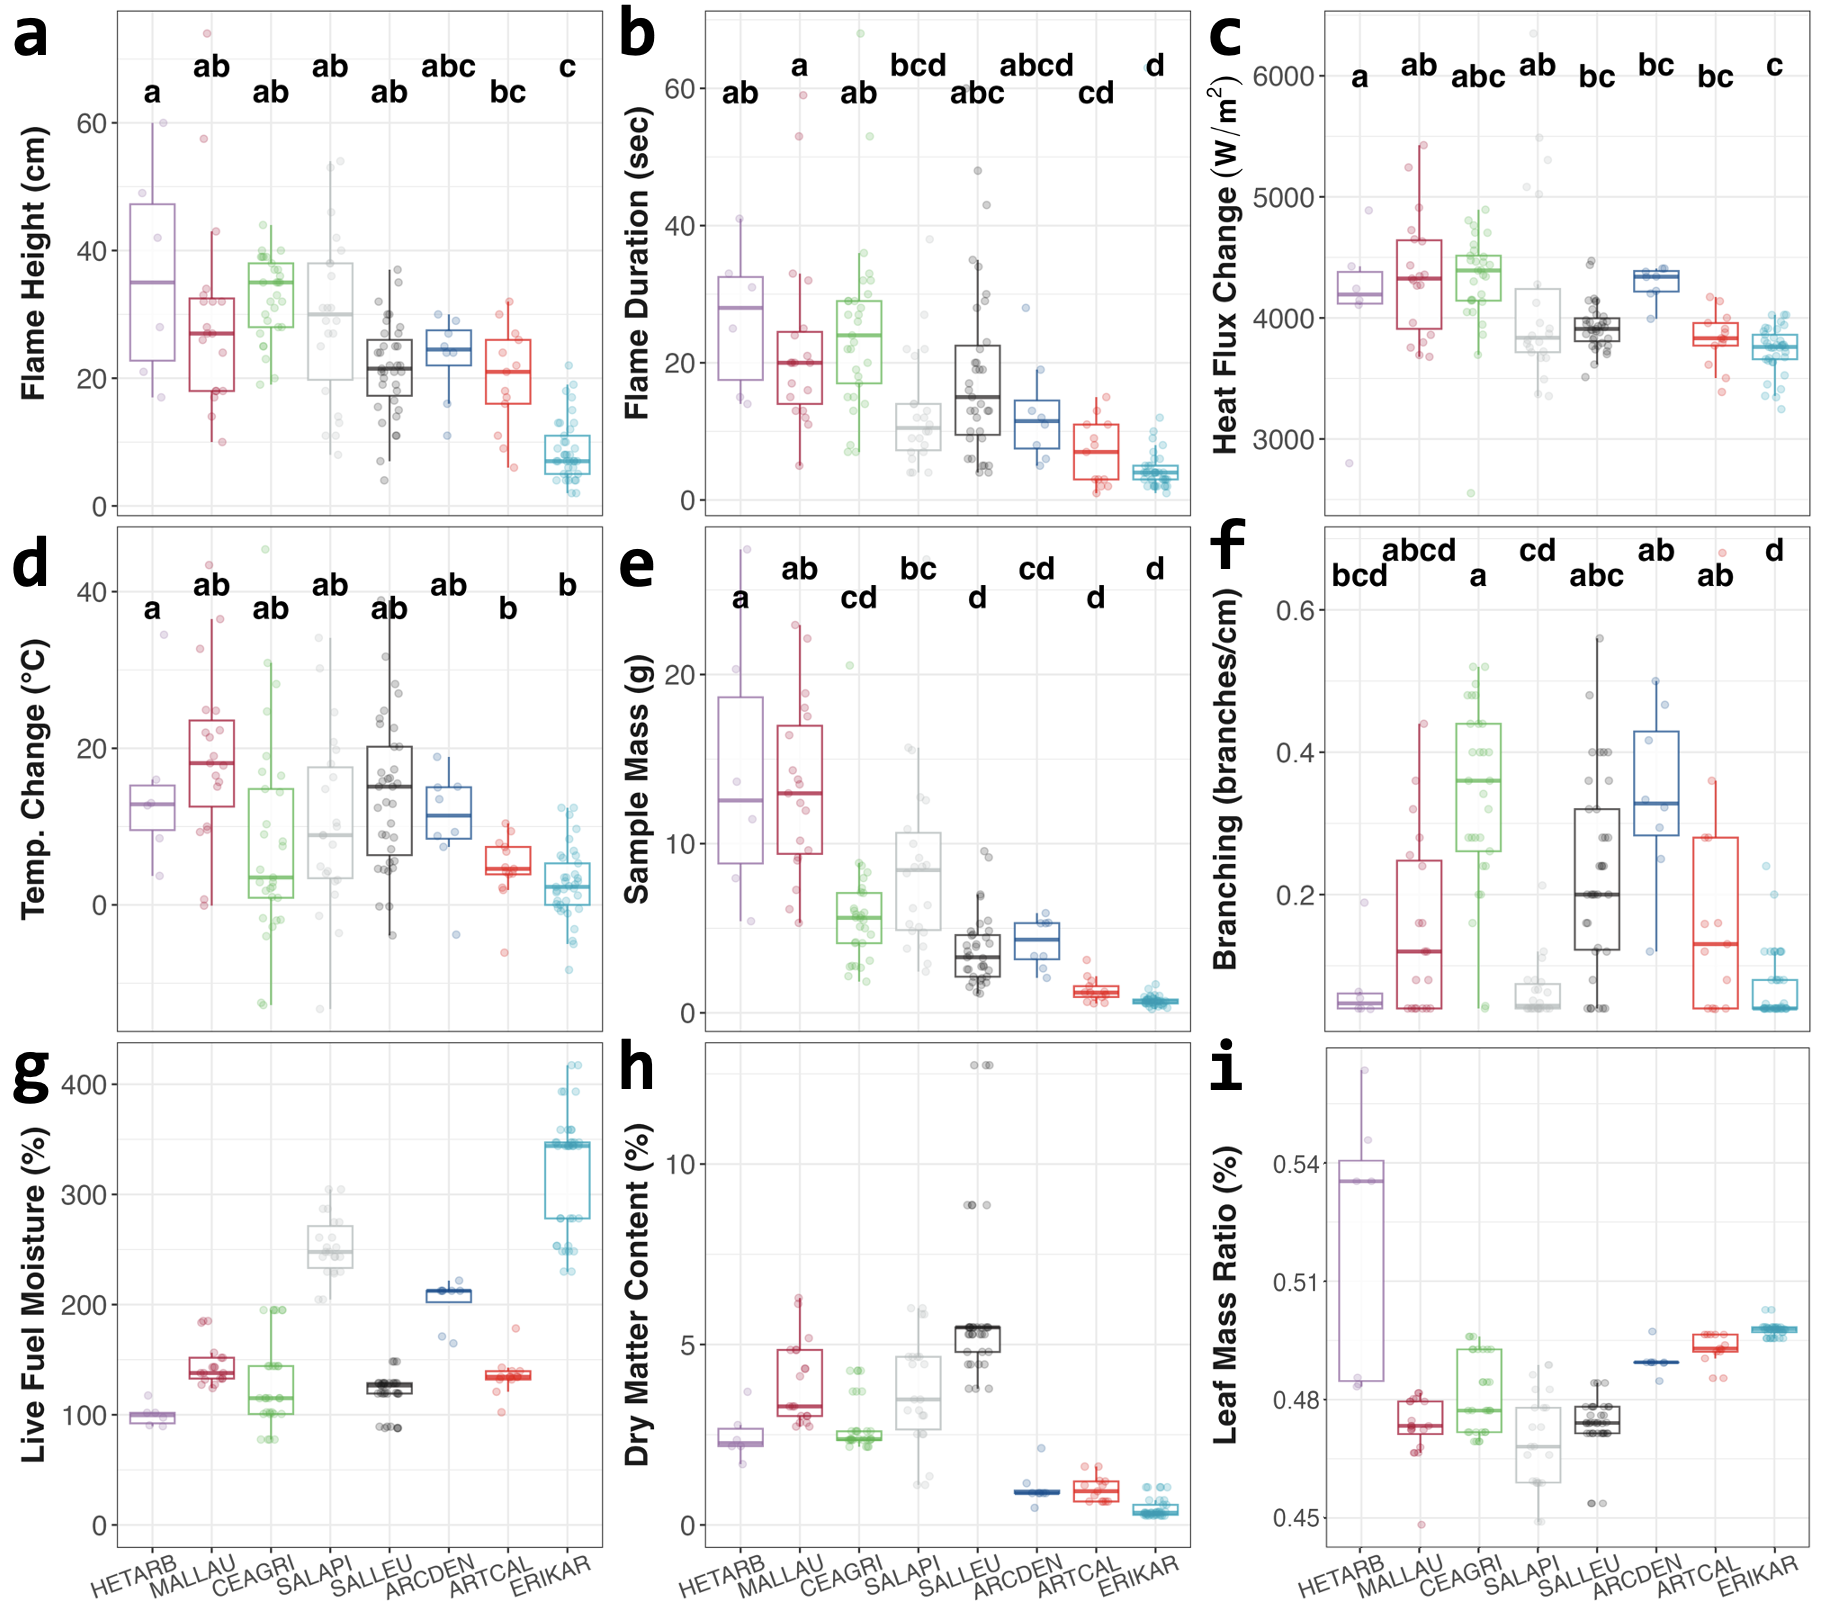 a
b
c
ab
ab
abc
c
a
ab
ab
bc
Flame Height (cm)
60
40
20
0
a
bcd
abcd
d
ab
ab
abc
cd
Flame Duration (sec)
60
40
20
0
ab
ab
bc
c
a
abc
bc
bc
Heat Flux Change (W/m²)
6000
5000
4000
3000
d
e
f
ab
ab
ab
b
a
ab
ab
b
Temp. Change (°C)
40
20
0
ab
bc
cd
d
a
cd
d
d
Sample Mass (g)
20
10
0
abcd
cd
ab
d
bcd
a
abc
ab
Branching (branches/cm)
0.6
0.4
0.2
g
h
i
Live Fuel Moisture (%)
400
300
200
100
0
HETARB
MALLAU
CEAGRI
SALAPI
SALLEU
ARCDEN
ARTCAL
ERIKAR
Dry Matter Content (%)
10
5
0
HETARB
MALLAU
CEAGRI
SALAPI
SALLEU
ARCDEN
ARTCAL
ERIKAR
Leaf Mass Ratio (%)
0.54
0.51
0.48
0.45
HETARB
MALLAU
CEAGRI
SALAPI
SALLEU
ARCDEN
ARTCAL
ERIKAR